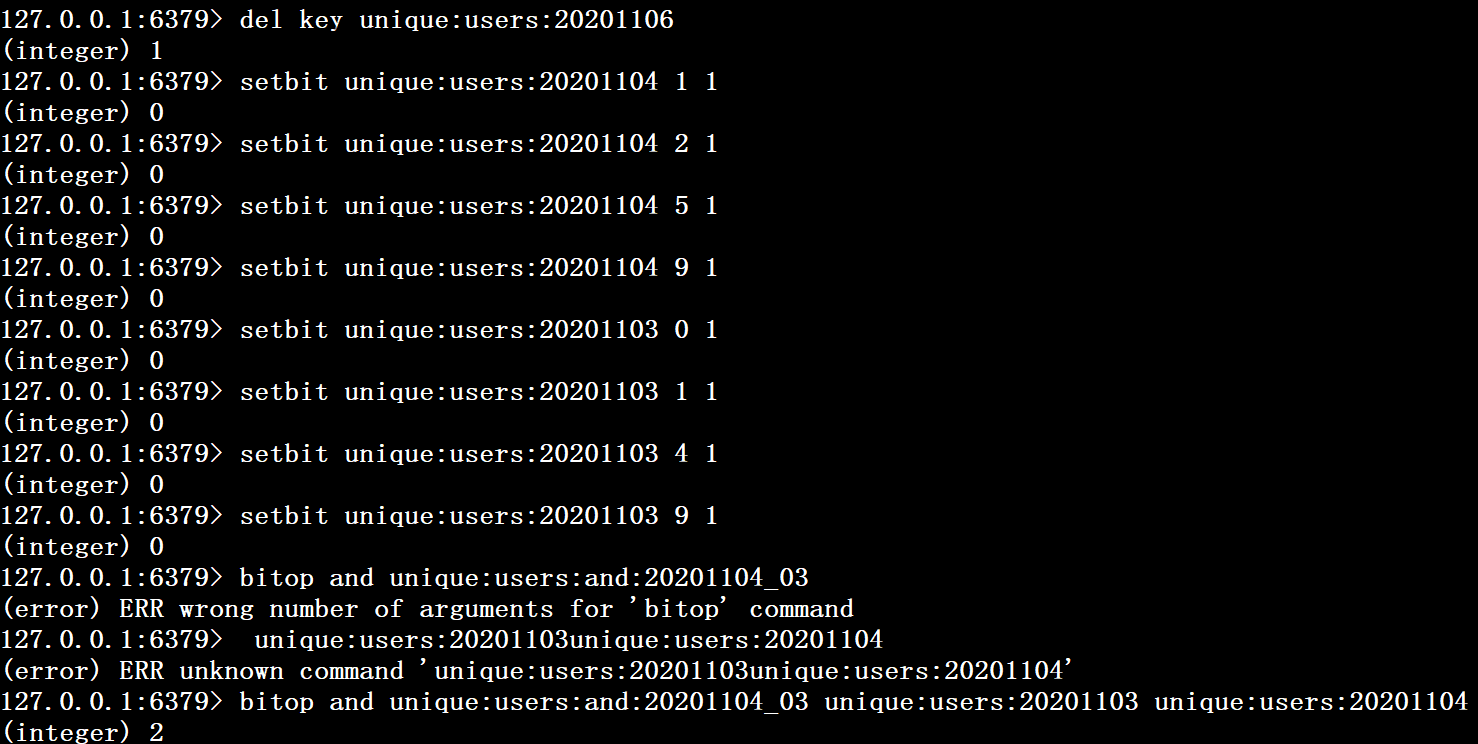 127.0.0.1:6379> del key unique:users:20201106
(integer) 1
127.0.0.1:6379> setbit unique:users:20201104 1 1
(integer) 0
127.0.0.1:6379> setbit unique:users:20201104 2 1
(integer) 0
127.0.0.1:6379> setbit unique:users:20201104 5 1
(integer) 0
127.0.0.1:6379> setbit unique:users:20201104 9 1
(integer) 0
127.0.0.1:6379> setbit unique:users:20201103 0 1
(integer) 0
127.0.0.1:6379> setbit unique:users:20201103 1 1
(integer) 0
127.0.0.1:6379> setbit unique:users:20201103 4 1
(integer) 0
127.0.0.1:6379> setbit unique:users:20201103 9 1
(integer) 0
127.0.0.1:6379> bitop and unique:users:and:20201104_03
(error) ERR wrong number of arguments for 'bitop' command
127.0.0.1:6379>  unique:users:20201103unique:users:20201104
(error) ERR unknown command 'unique:users:20201103unique:users:20201104'
127.0.0.1:6379> bitop and unique:users:and:20201104_03 unique:users:20201103 unique:users:20201104
(integer) 2